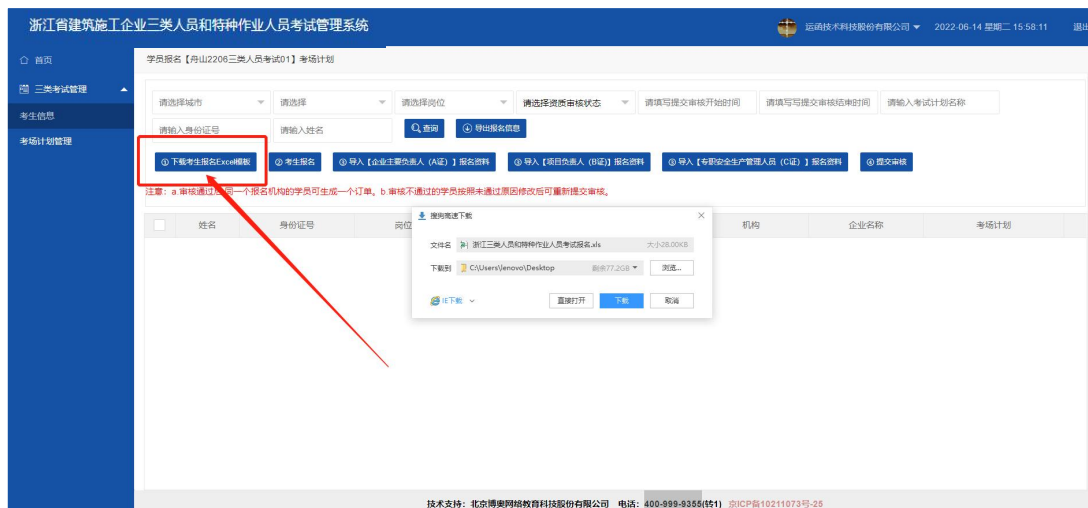 浙江省建筑施工企业三类人员和特种作业人员考试管理系统
运函技术科技股份有限公司 2022-06-14 星期二 15:58:11 退出
首页
学员报名【舟山2206三类人员考试01】考场计划
三类考试管理
考生信息
考场计划管理
请选择城市 请选择 请选择岗位 请选择资质审核状态 请填写提交审核开始时间 请填写写提交审核结束时间 请输入考试计划名称
请输入身份证号 请输入姓名 查询 导出报名信息
① 下载考生报名Excel模板 ② 考生报名 ③ 导入【企业主要负责人（A证）】报名资料 ③ 导入【项目负责人（B证)】报名资料 ③ 导入【专职安全生产管理人员（C证）】报名资料 ④ 提交审核
注意：a 审核通过后同一个报名机构的学员可生成一个订单。b 审核不通过的学员按照未通过原因修改后可重新提交审核。
姓名 身份证号 岗位 机构 企业名称 考场计划
搜狗高速下载
文件名 浙江三类人员和特种作业人员考试报名.xls 大小28.00KB
下载到 C:\Users\lenovo\Desktop 剩余77.2GB 浏览...
IE下载 直接打开 下载 取消
技术支持：北京博奥网络教育科技股份有限公司 电话：400-999-9355(转1) 京ICP备10211073号-25